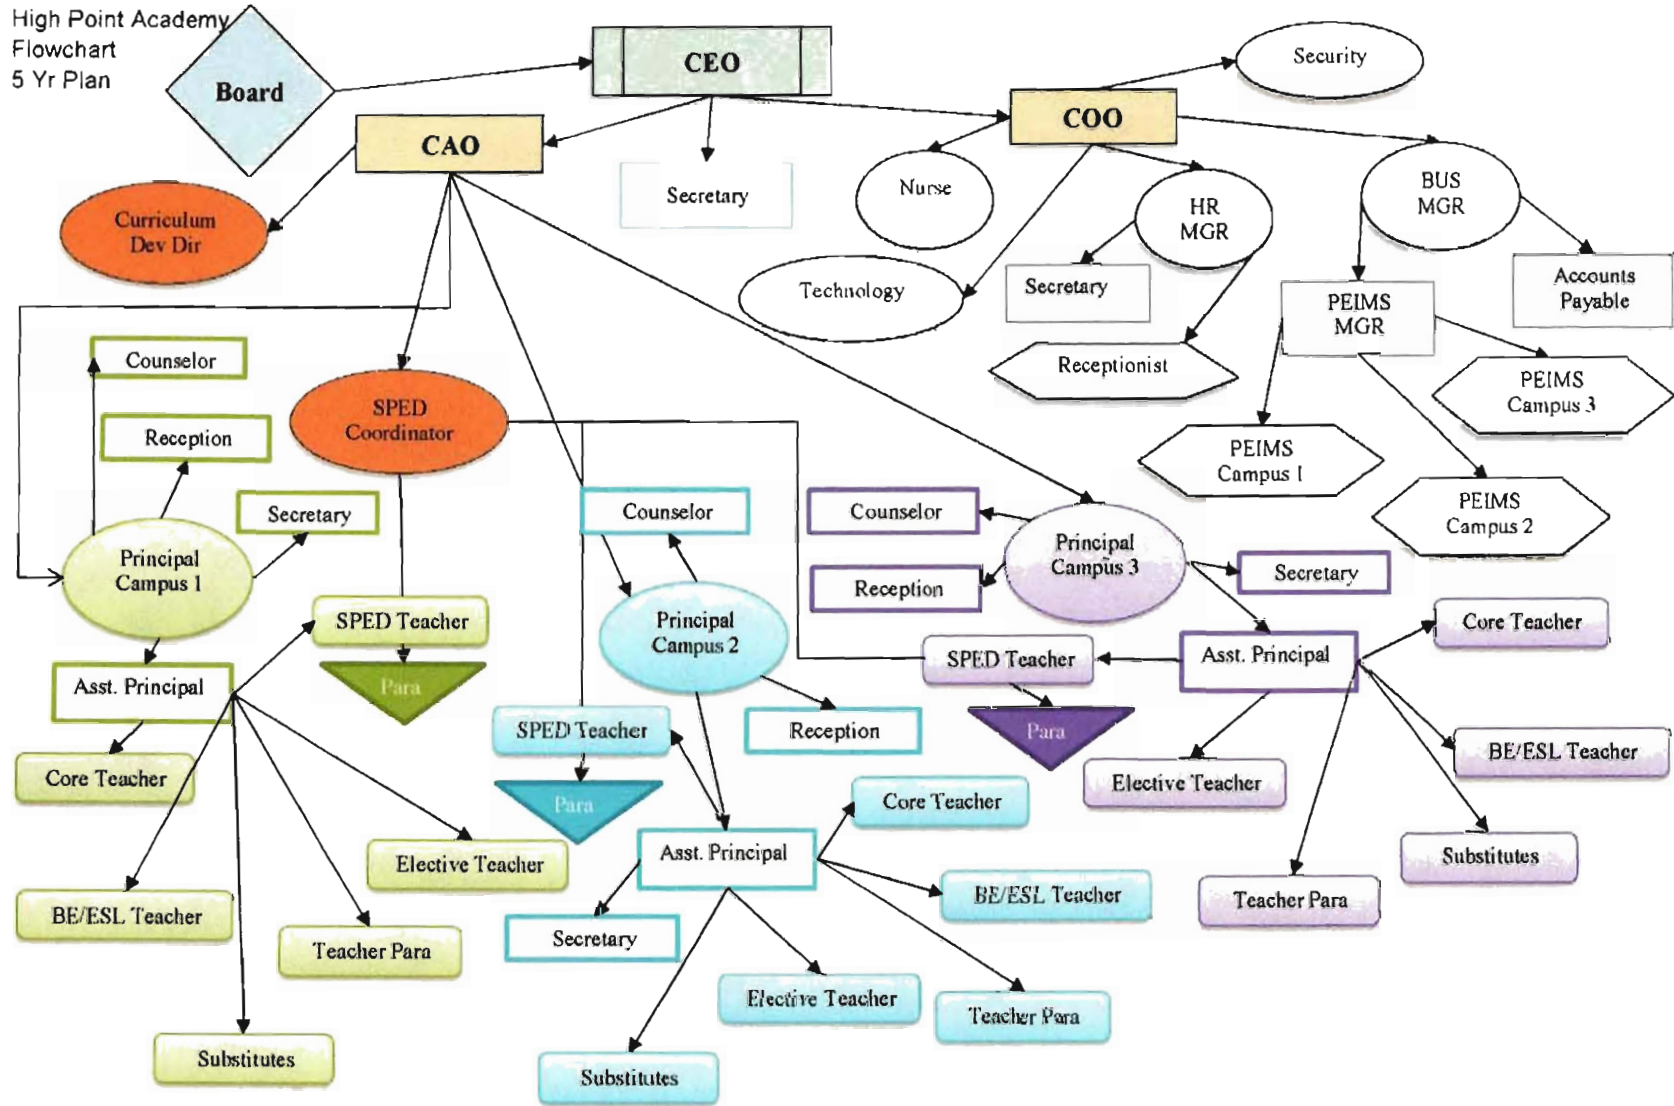 High Point Academy
Flowchart
5 Yr Plan
Board
CEO
Security
CAO
COO
Secretary
Nurse
BUS
MGR
HR
MGR
Curriculum
Dev Dir
Technology
Secretary
Accounts
Payable
PEIMS
MGR
Counselor
Receptionist
PEIMS
Campus 3
SPED
Coordinator
Reception
PEIMS
Campus 1
Secretary
Counselor
Counselor
PEIMS
Campus 2
Principal
Campus 1
Principal
Campus 3
Reception
Secretary
SPED Teacher
Principal
Campus 2
Core Teacher
Asst. Principal
Para
SPED Teacher
Asst. Principal
SPED Teacher
Reception
Para
BE/ESL Teacher
Core Teacher
Elective Teacher
Para
Core Teacher
Asst. Principal
Elective Teacher
Substitutes
BE/ESL Teacher
BE/ESL Teacher
Teacher Para
Teacher Para
Secretary
Elective Teacher
Teacher Para
Substitutes
Substitutes